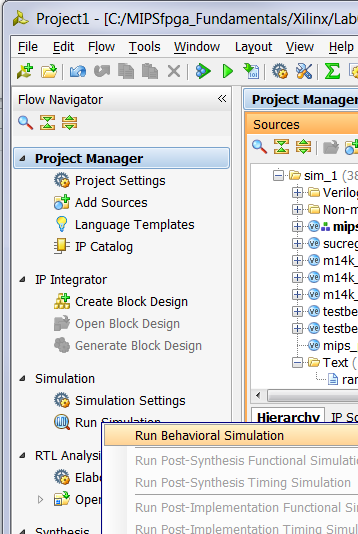 Project1 - [C:/MIPSfpga_Fundamentals/Xilinx/Lab
File Edit Flow Tools Window Layout View Help
Flow Navigator
Project Manager
Project Settings
Add Sources
Language Templates
IP Catalog
IP Integrator
Create Block Design
Open Block Design
Generate Block Design
Simulation
Simulation Settings
Run Simulation
Run Behavioral Simulation
Run Post-Synthesis Functional Simulati
Run Post-Synthesis Timing Simulation
Run Post-Implementation Functional Si
Run Post-Implementation Timing Simul
RTL Analysi
Elabo
Open
Synthesis
Project Manager
Sources
sim_1 (38
Verilo
Non-m
mips
sucreg
m14k_
m14k_
m14k_
testbe
testbe
mips_
Text (
ran
Hierarchy IP So